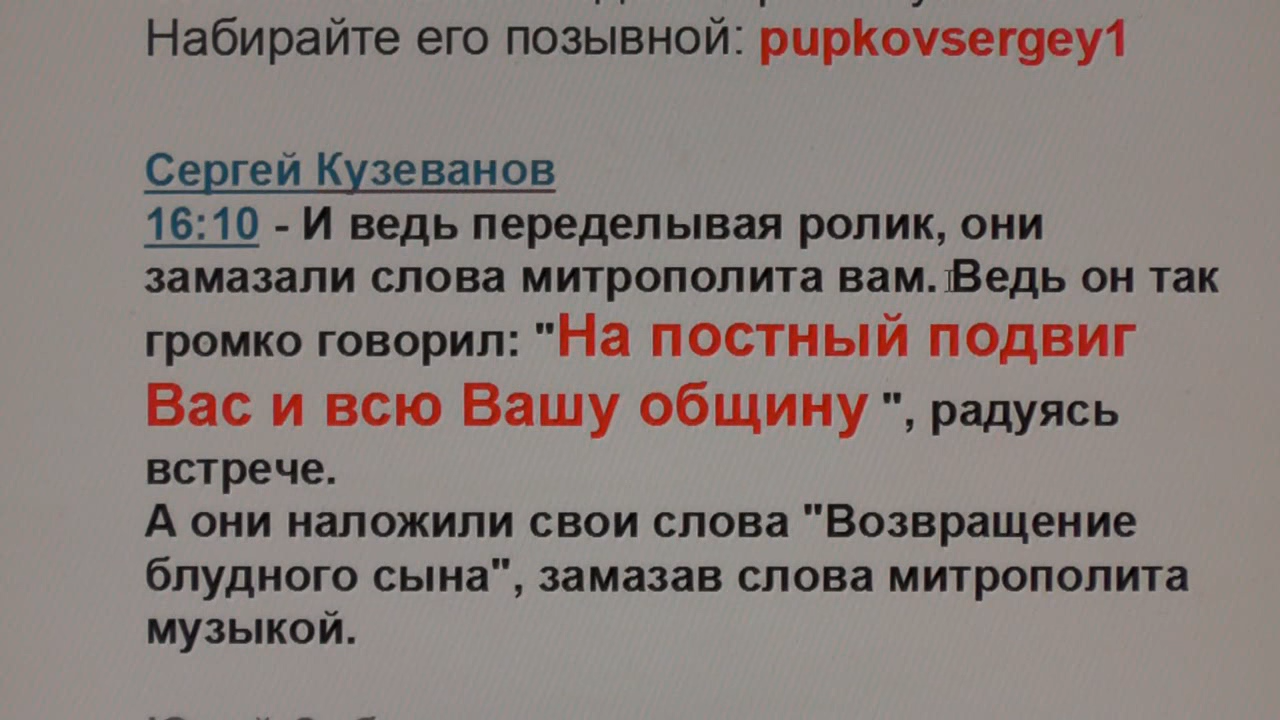 Набирайте его позывной: pupkovsergey1
Сергей Кузеванов
16:10 - И ведь переделывая ролик, они
замазали слова митрополита вам. Ведь он так
громко говорил: "На постный подвиг
Вас и всю Вашу общину ", радуясь
встрече.
А они наложили свои слова "Возвращение
блудного сына", замазав слова митрополита
музыкой.